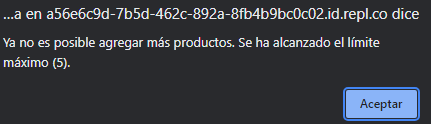 ...a en a56e6c9d-7b5d-462c-892a-8fb4b9bc0c02.id.repl.co dice
Ya no es posible agregar más productos. Se ha alcanzado el límite
máximo (5).
Aceptar